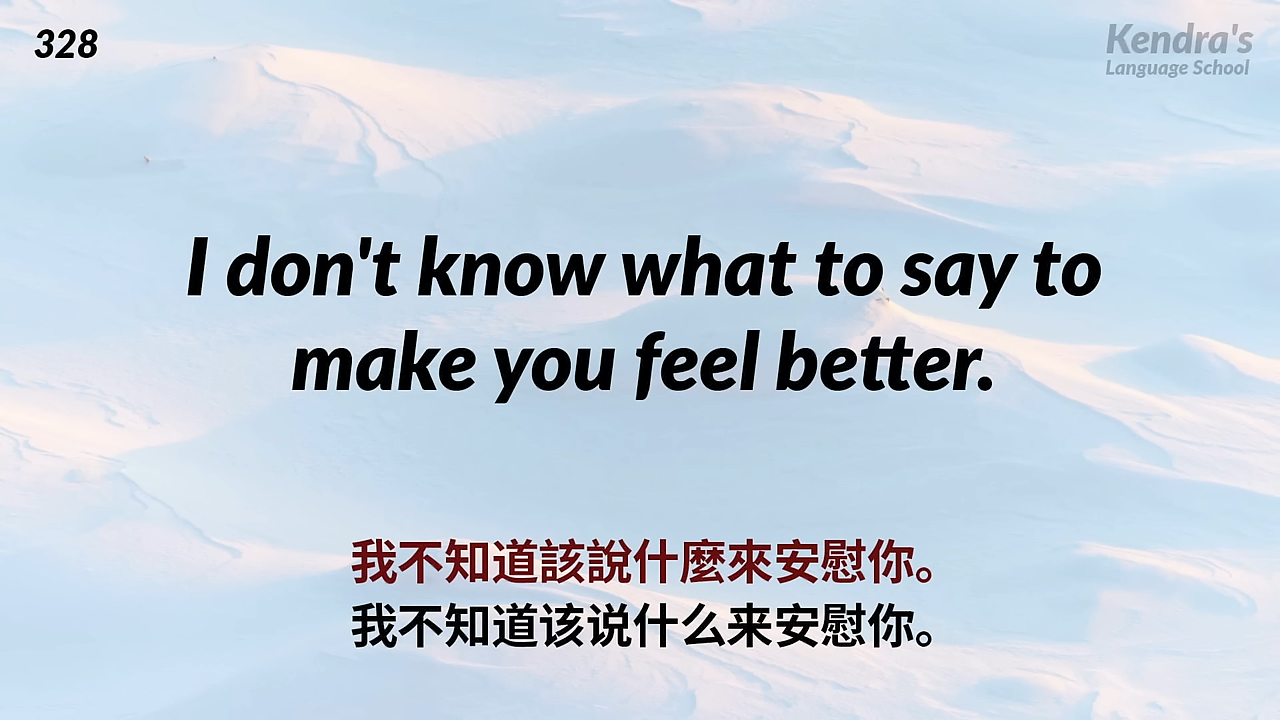 328
Kendra's
Language School
I don't know what to say to
make you feel better.
我不知道該說什麼來安慰你。
我不知道该说什么来安慰你。